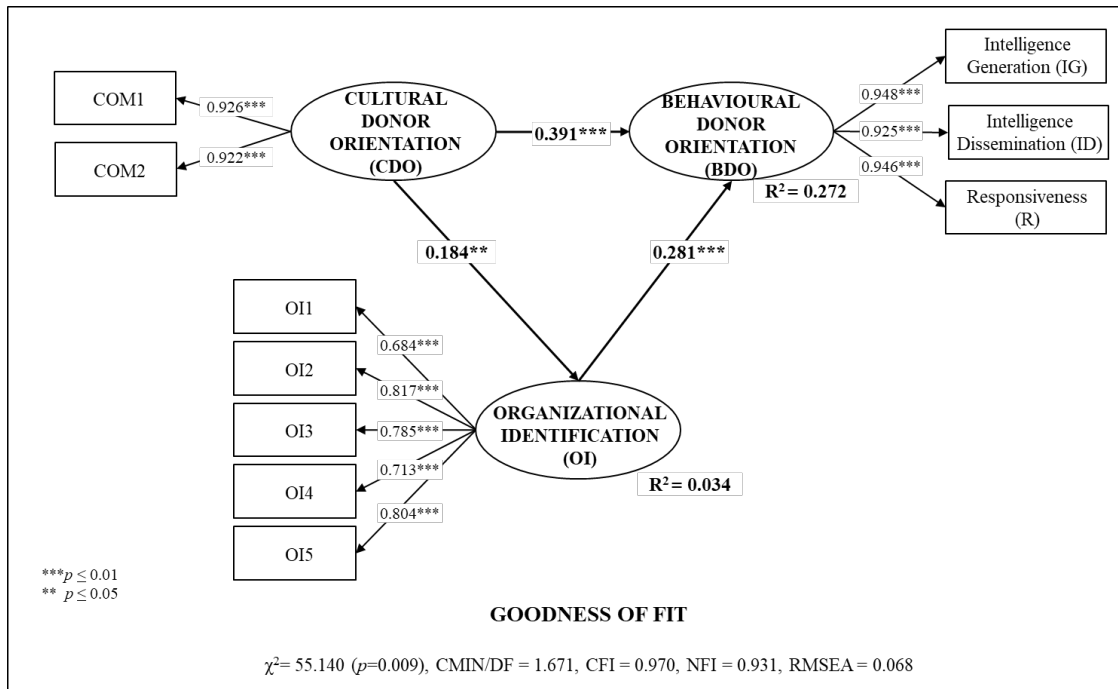 COM1
COM2
0.926***
0.922***
CULTURAL
DONOR
ORIENTATION
(CDO)
0.391***
BEHAVIOURAL
DONOR
ORIENTATION
(BDO)
R² = 0.272
0.948***
0.925***
0.946***
Intelligence
Generation (IG)
Intelligence
Dissemination (ID)
Responsiveness
(R)
0.184**
0.281***
OI1
OI2
OI3
OI4
OI5
0.684***
0.817***
0.785***
0.713***
0.804***
ORGANIZATIONAL
IDENTIFICATION
(OI)
R² = 0.034
***p ≤ 0.01
** p ≤ 0.05
GOODNESS OF FIT
χ²= 55.140 (p=0.009), CMIN/DF = 1.671, CFI = 0.970, NFI = 0.931, RMSEA = 0.068